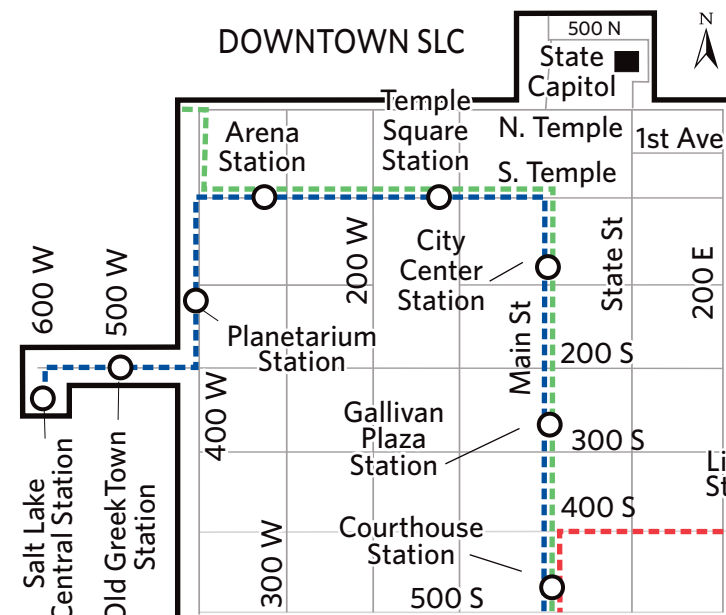 DOWNTOWN SLC
500 N
N
State
Capitol
Temple
Square
Station
Arena
Station
N. Temple
1st Ave
S. Temple
City
Center
Station
200 W
State St
200 E
600 W
500 W
Planetarium
Station
Main St
200 S
400 W
Gallivan
Plaza
Station
300 S
Salt Lake
Central Station
Old GreekTown
Station
400 S
Courthouse
Station
300 W
500 S